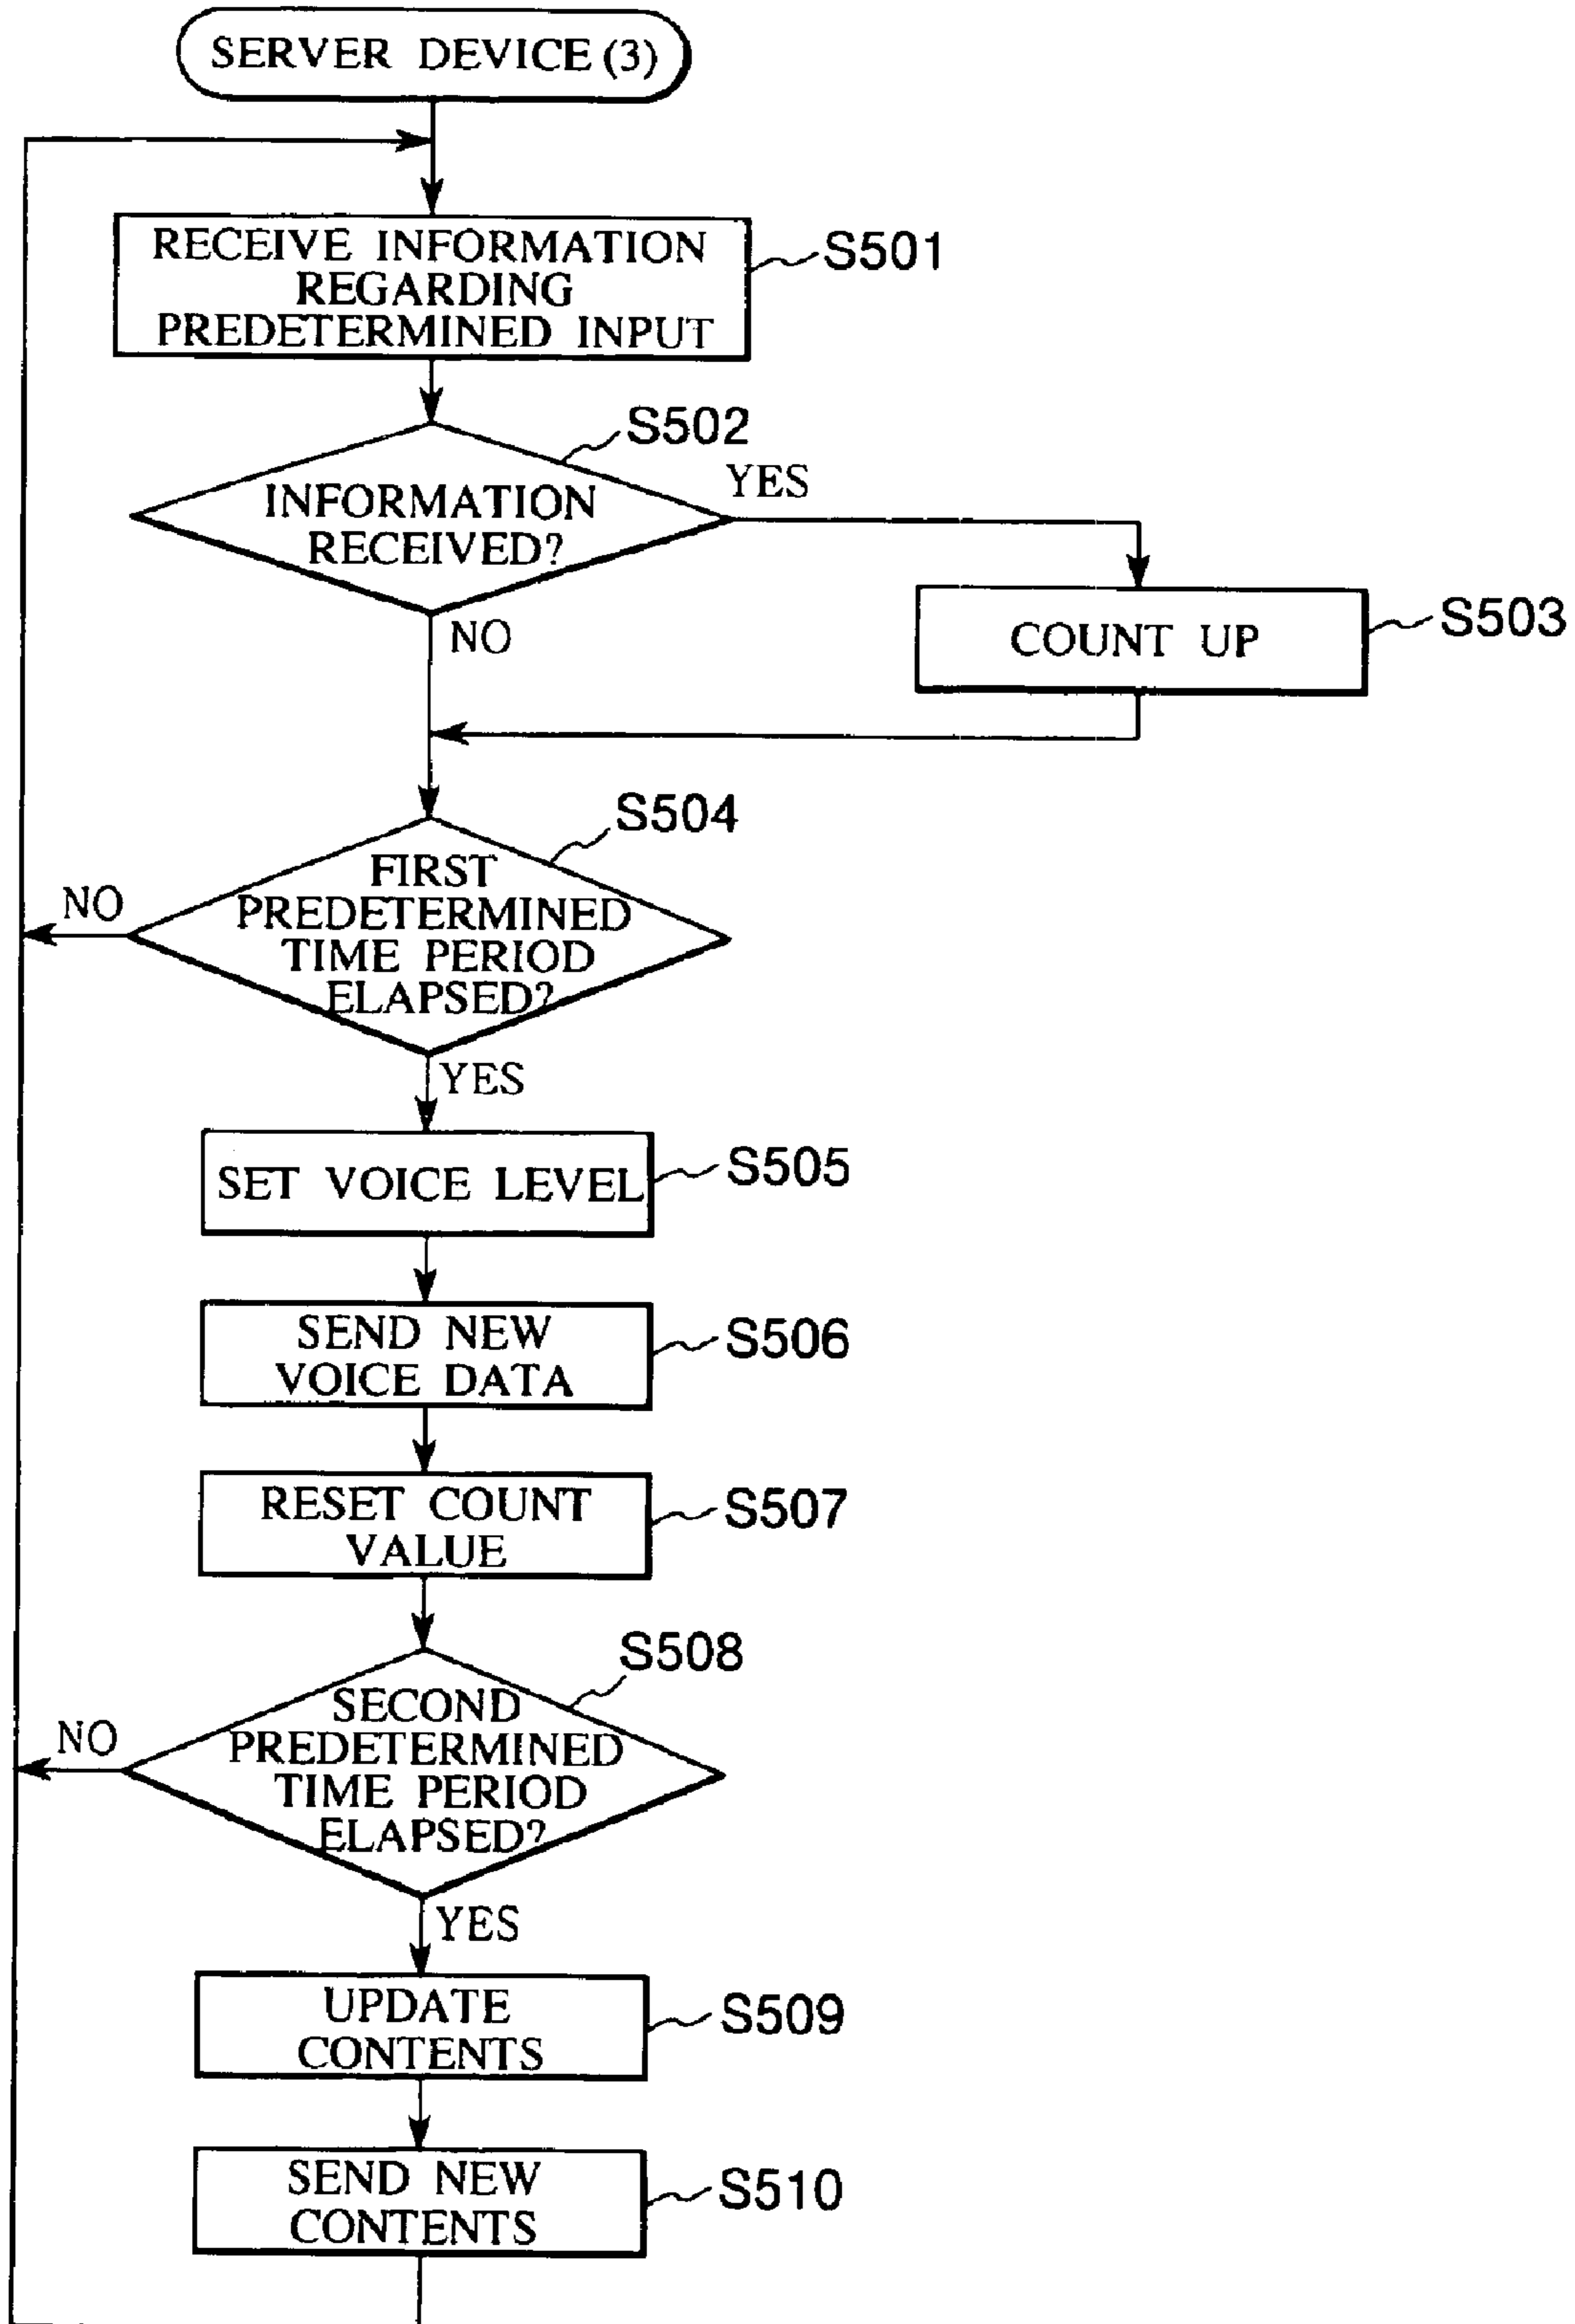 SERVER DEVICE (3)
RECEIVE INFORMATION
REGARDING
PREDETERMINED INPUT
S501
S502
INFORMATION
RECEIVED?
YES
NO
COUNT UP
S503
S504
FIRST
PREDETERMINED
TIME PERIOD
ELAPSED?
NO
YES
SET VOICE LEVEL
S505
SEND NEW
VOICE DATA
S506
RESET COUNT
VALUE
S507
S508
SECOND
PREDETERMINED
TIME PERIOD
ELAPSED?
NO
YES
UPDATE
CONTENTS
S509
SEND NEW
CONTENTS
S510